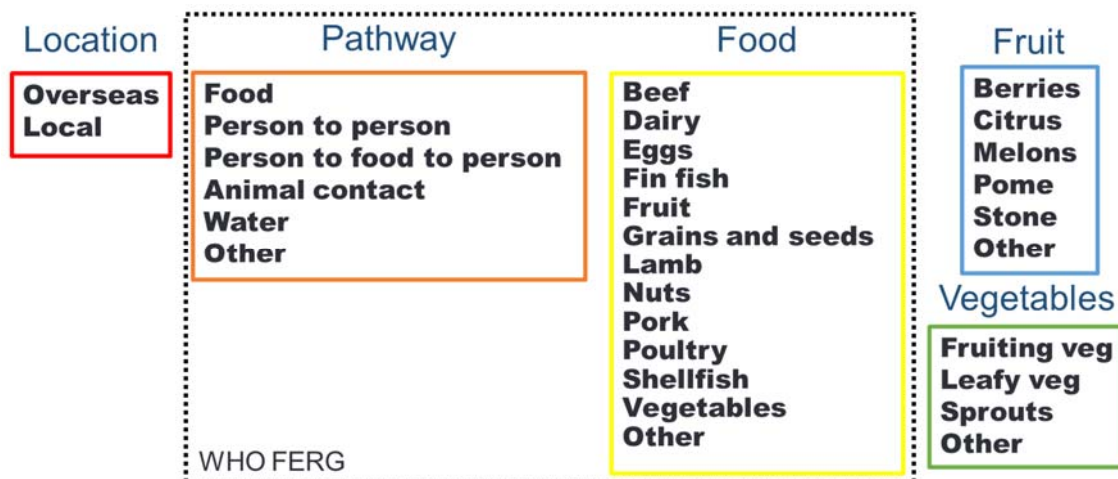 Location
Overseas
Local
Pathway
Food
Person to person
Person to food to person
Animal contact
Water
Other
Food
Beef
Dairy
Eggs
Fin fish
Fruit
Grains and seeds
Lamb
Nuts
Pork
Poultry
Shellfish
Vegetables
Other
WHO FERG
Fruit
Berries
Citrus
Melons
Pome
Stone
Other
Vegetables
Fruiting veg
Leafy veg
Sprouts
Other